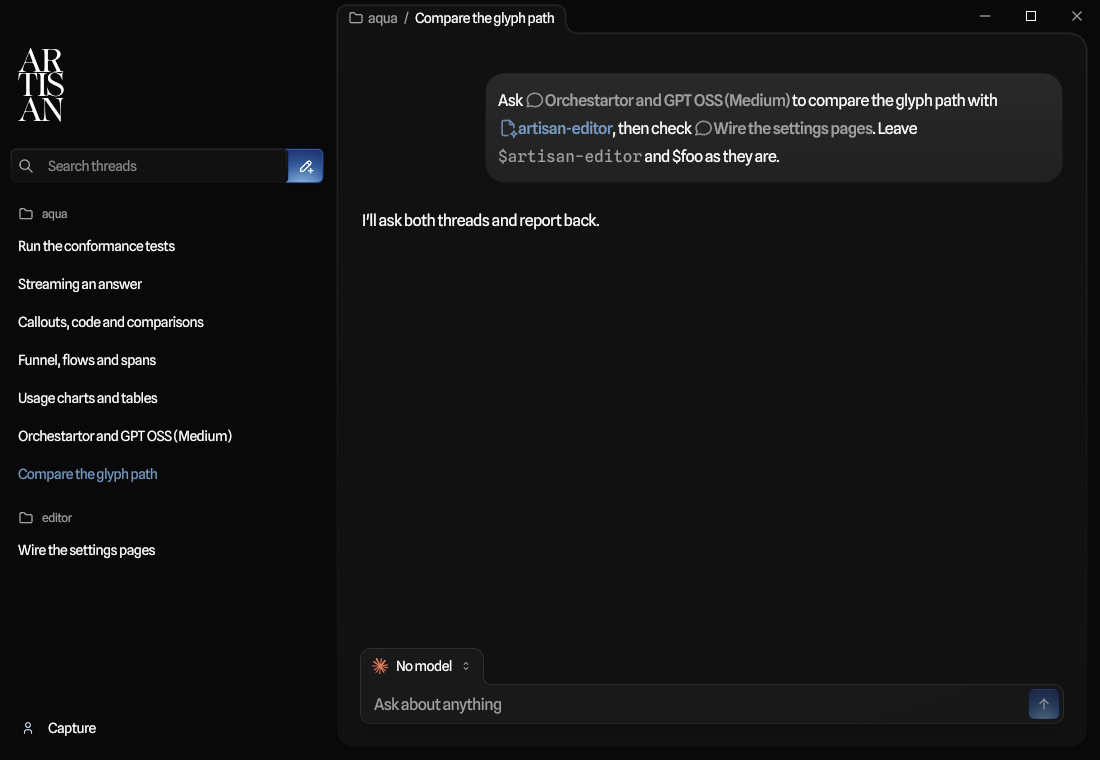 aqua / Compare the glyph path
AR
TIS
AN
Search threads
aqua
Run the conformance tests
Streaming an answer
Callouts, code and comparisons
Funnel, flows and spans
Usage charts and tables
Orchestartor and GPT OSS (Medium)
Compare the glyph path
editor
Wire the settings pages
Capture
Ask Orchestartor and GPT OSS (Medium) to compare the glyph path with
artisan-editor, then check Wire the settings pages. Leave
$artisan-editor and $foo as they are.
I'll ask both threads and report back.
No model
Ask about anything